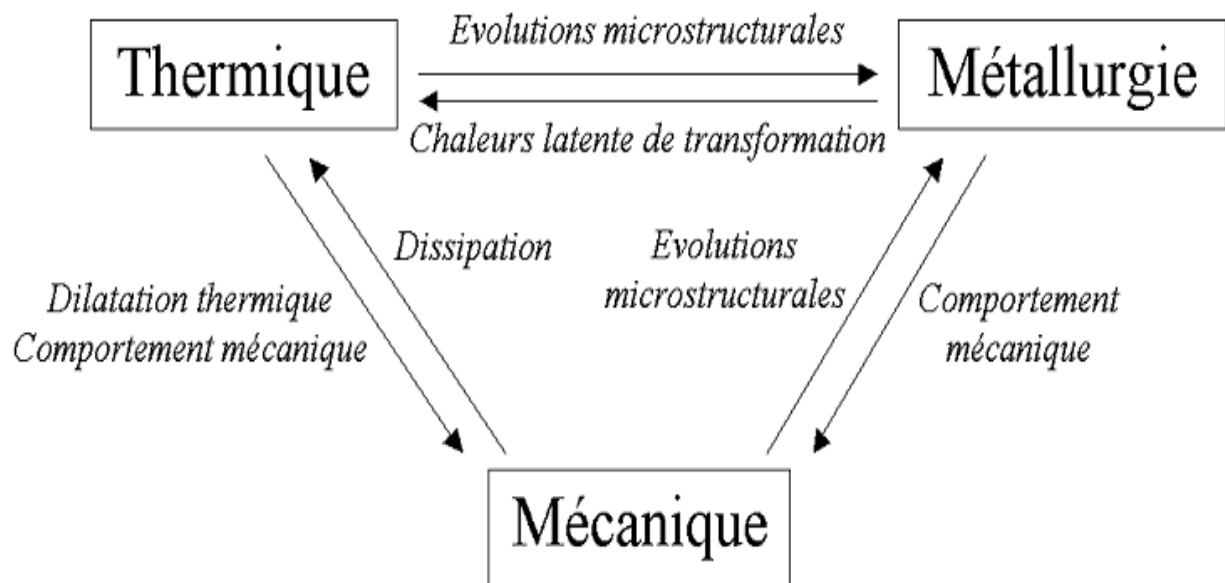 Evolutions microstructurales
Thermique
Métallurgie
Chaleurs latente de transformation
Dissipation
Evolutions
microstructurales
Dilatation thermique
Comportement mécanique
Comportement
mécanique
Mécanique